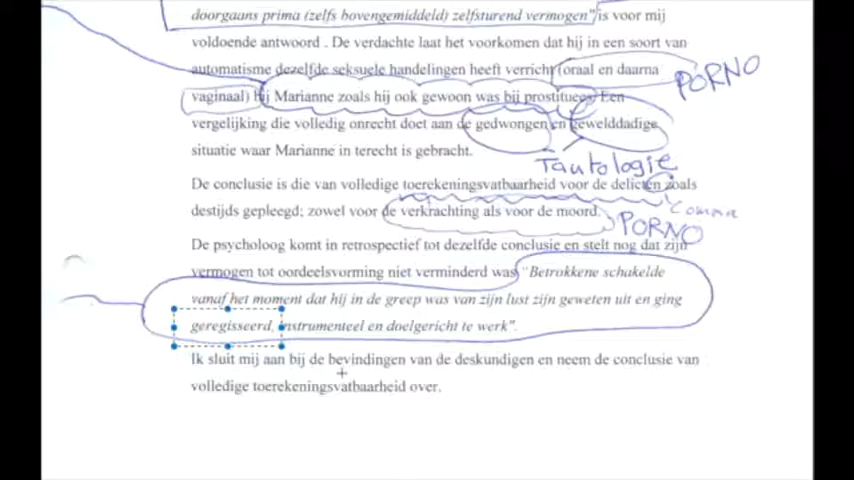 doorgaans prima (zelfs bovengemiddeld) zelfsturend vermogen" is voor mij
voldoende antwoord . De verdachte laat het voorkomen dat hij in een soort van
automatisme dezelfde seksuele handelingen heeft verricht (oraal en daarna
PORNO
vaginaal) bij Marianne zoals hij ook gewoon was bij prostituees. Een
vergelijking die volledig onrecht doet aan de gedwongen en gewelddadige
situatie waar Marianne in terecht is gebracht.
Tautologie
De conclusie is die van volledige toerekeningsvatbaarheid voor de delicten zoals
destijds gepleegd; zowel voor de verkrachting als voor de moord.
comma
PORNO
De psycholoog komt in retrospectief tot dezelfde conclusie en stelt nog dat zijn
vermogen tot oordeelsvorming niet verminderd was "Betrokkene schakelde
vanaf het moment dat hij in de greep was van zijn lust zijn geweten uit en ging
geregisseerd, instrumenteel en doelgericht te werk".
Ik sluit mij aan bij de bevindingen van de deskundigen en neem de conclusie van
volledige toerekeningsvatbaarheid over.